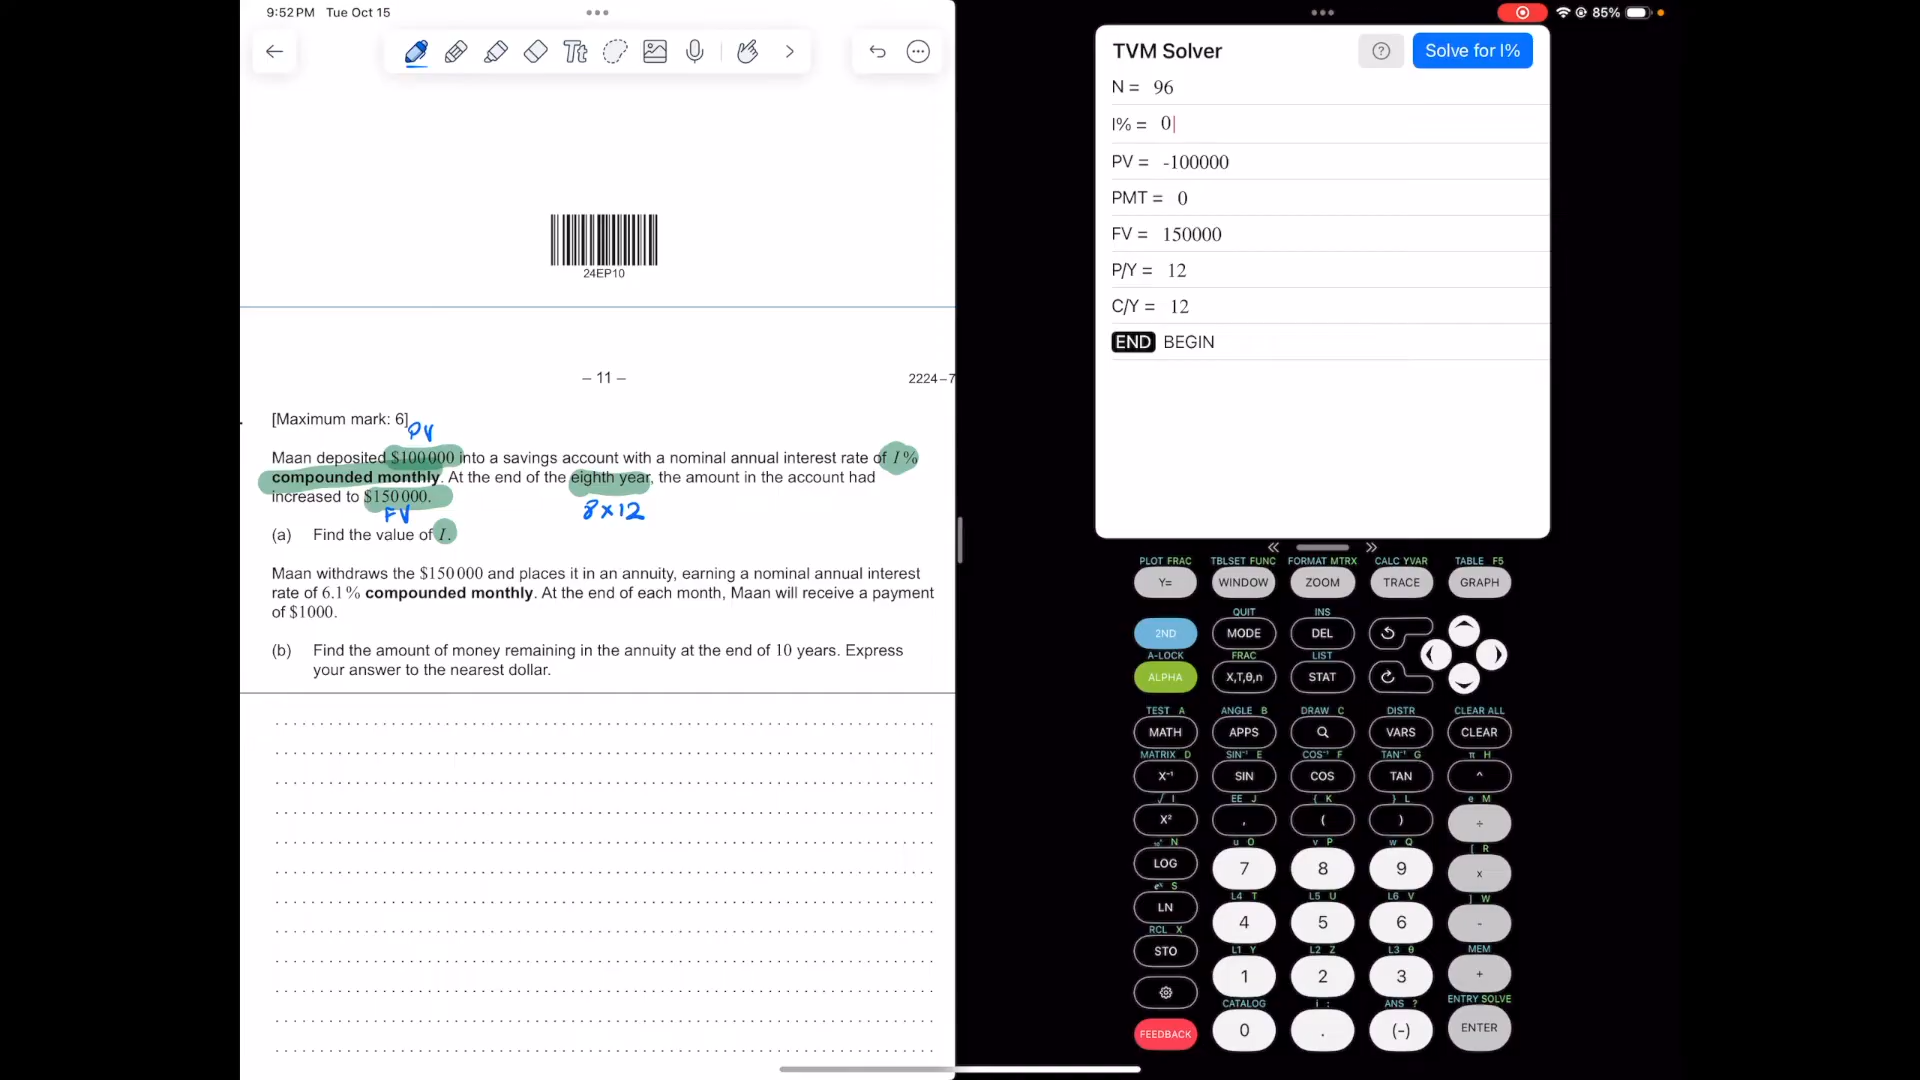 9:52 PM Tue Oct 15
85%
Tt
24EP10
– 11 –
2224–7
[Maximum mark: 6]
PV
Maan deposited $100 000 into a savings account with a nominal annual interest rate of I %
compounded monthly. At the end of the eighth year, the amount in the account had
increased to $150 000.
FV
8 x 12
(a) Find the value of I.
Maan withdraws the $150 000 and places it in an annuity, earning a nominal annual interest
rate of 6.1 % compounded monthly. At the end of each month, Maan will receive a payment
of $1000.
(b) Find the amount of money remaining in the annuity at the end of 10 years. Express
your answer to the nearest dollar.
TVM Solver
?
Solve for I%
N = 96
I% = 0
PV = -100000
PMT = 0
FV = 150000
P/Y = 12
C/Y = 12
END BEGIN
PLOT FRAC TBLSET FUNC FORMAT MTRX CALC YVAR TABLE F5
Y= WINDOW ZOOM TRACE GRAPH
QUIT INS
2ND MODE DEL
A-LOCK FRAC LIST
ALPHA X,T,θ,n STAT
TEST A ANGLE B DRAW C DISTR CLEAR ALL
MATH APPS VARS CLEAR
MATRIX D SIN⁻¹ E COS⁻¹ F TAN⁻¹ G π H
X⁻¹ SIN COS TAN ^
√ I EE J { K } L e M
X² , ( ) ÷
N u O v P w Q [ R
LOG 7 8 9 x
eˣ S L4 T L5 U L6 V ] W
LN 4 5 6 -
RCL X L1 Y L2 Z L3 θ MEM
STO 1 2 3 +
CATALOG i : ANS ? ENTRY SOLVE
FEEDBACK 0 . (-) ENTER